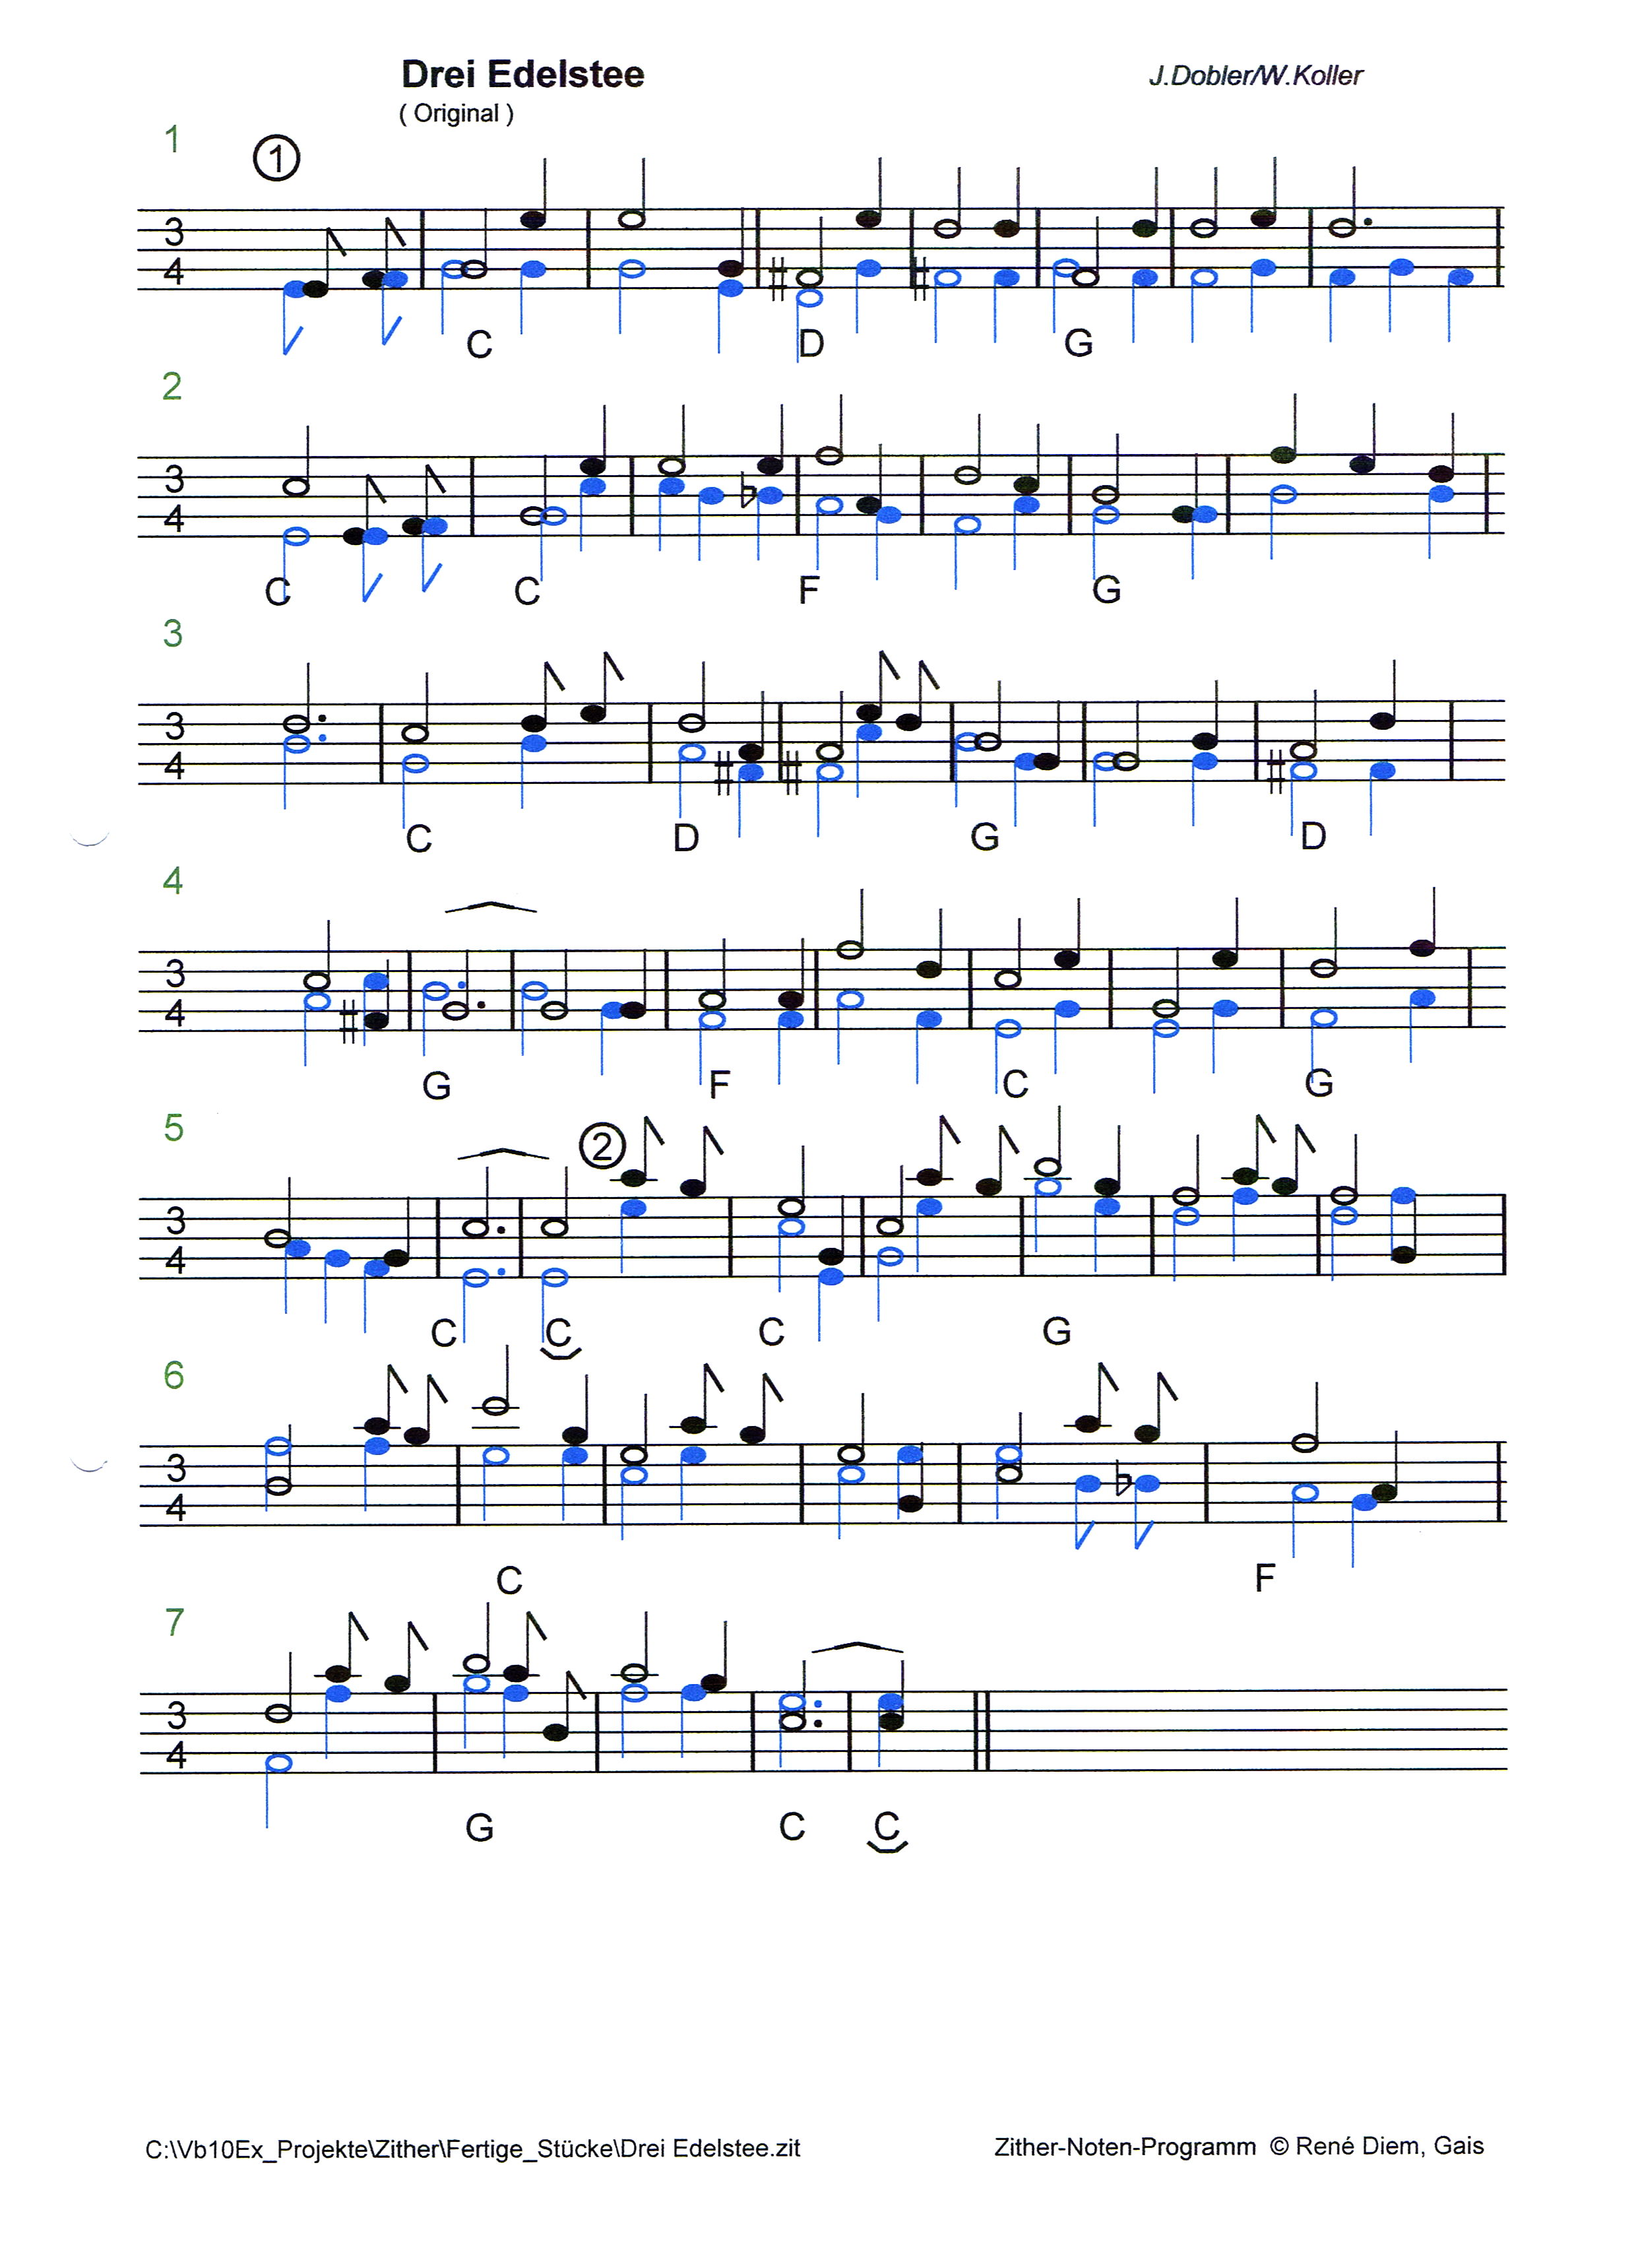 Drei Edelstee
J.Dobler/W.Koller
( Original )
1
1
3
4
C D G
2
3
4
C C F G
3
3
4
C D G D
4
3
4
G F C G
5
2
3
4
C C C G
6
3
4
C F
7
3
4
G C C
C:\Vb10Ex_Projekte\Zither\Fertige_Stücke\Drei Edelstee.zit
Zither-Noten-Programm © René Diem, Gais